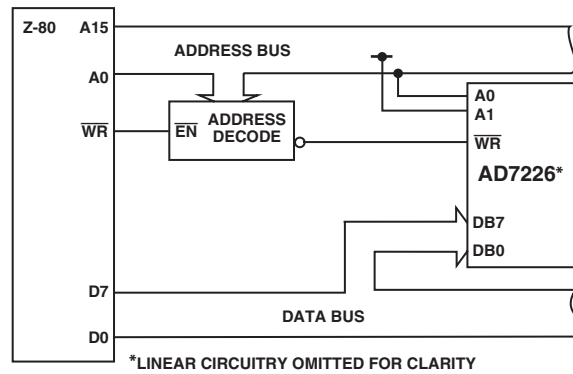 Z-80 A15
ADDRESS BUS
A0
A0
A1
WR EN ADDRESS DECODE WR
AD7226*
DB7
DB0
D7
DATA BUS
D0
*LINEAR CIRCUITRY OMITTED FOR CLARITY